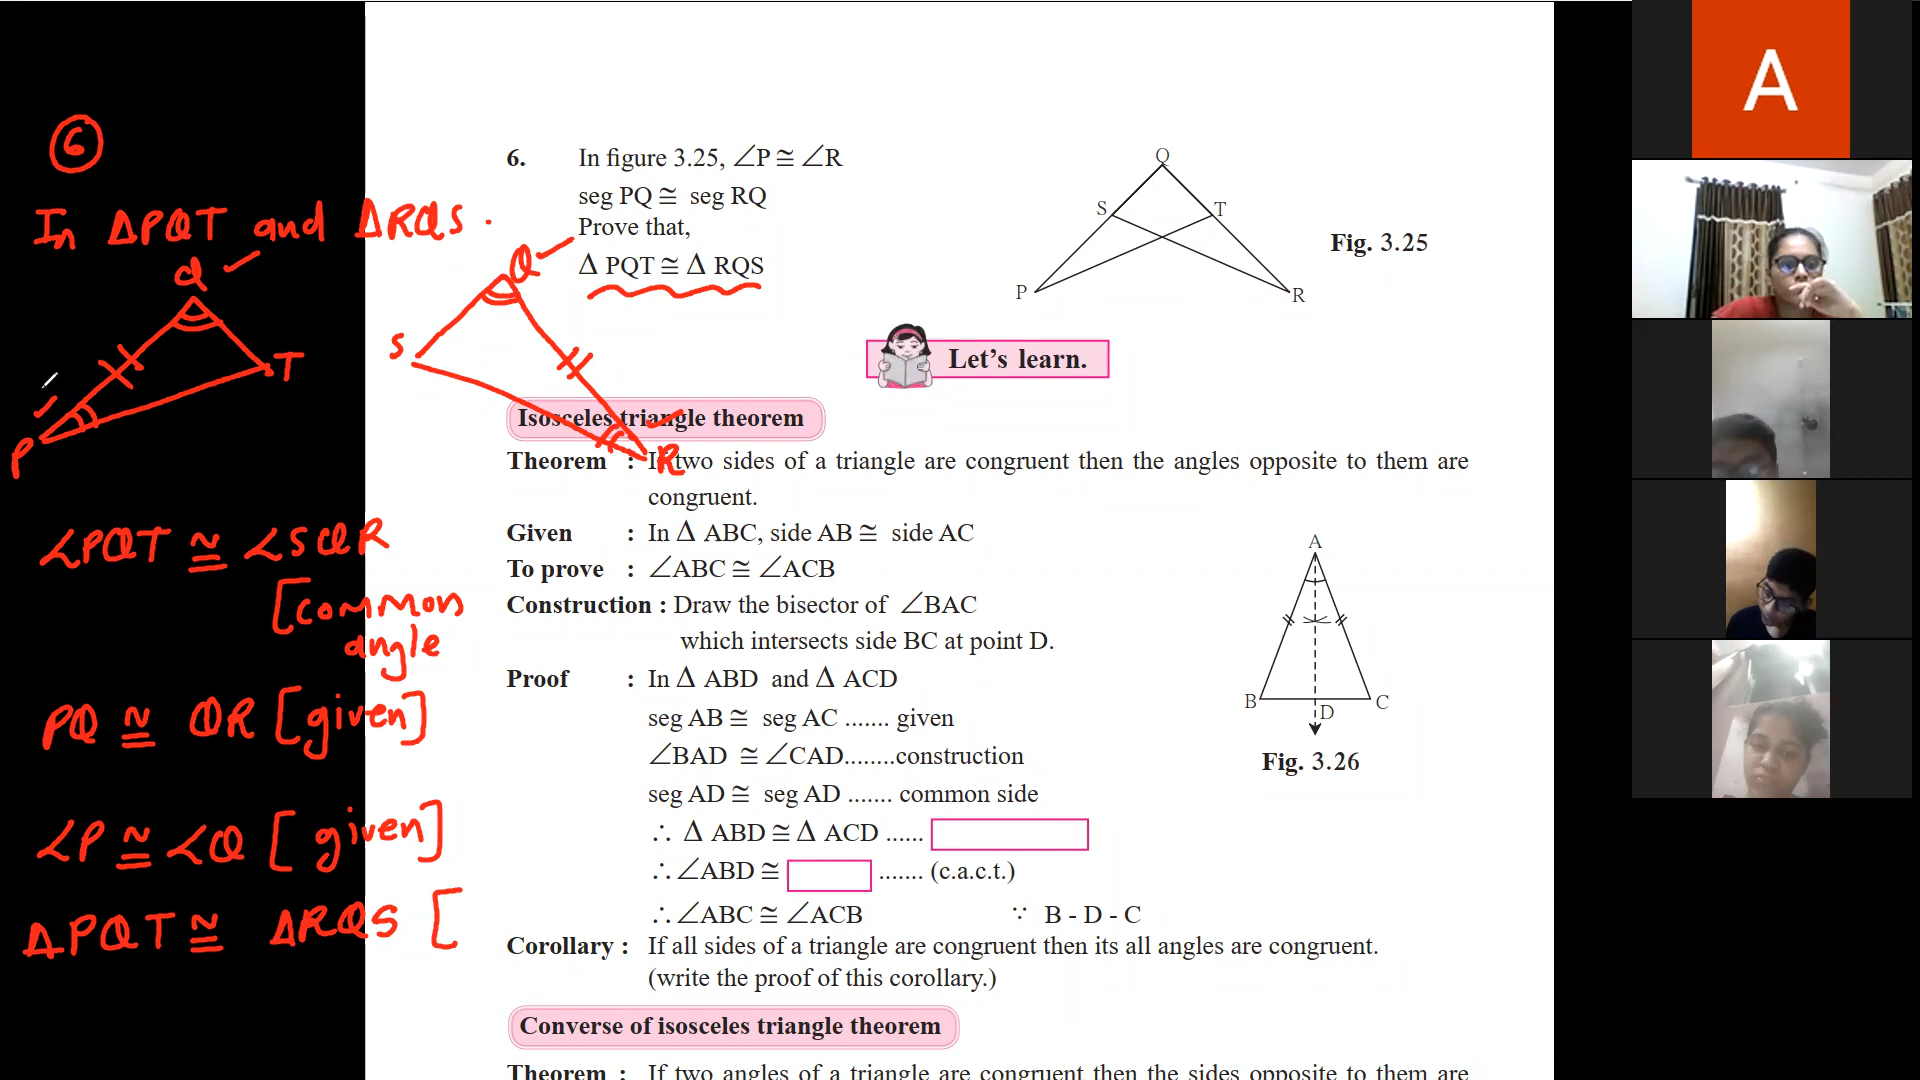 6
In ΔPQT and ΔRQS.
Q
P
T
Q
S
R
∠PQT ≅ ∠SQR
[common
angle
PQ ≅ QR [given]
∠P ≅ ∠Q [given]
ΔPQT ≅ ΔRQS [
6. In figure 3.25, ∠P ≅ ∠R
seg PQ ≅ seg RQ
Prove that,
Δ PQT ≅ Δ RQS
Q
S
T
P
R
Fig. 3.25
Let's learn.
Isosceles triangle theorem
Theorem : If two sides of a triangle are congruent then the angles opposite to them are
congruent.
Given : In Δ ABC, side AB ≅ side AC
To prove : ∠ABC ≅ ∠ACB
Construction : Draw the bisector of ∠BAC
which intersects side BC at point D.
Proof : In Δ ABD and Δ ACD
seg AB ≅ seg AC ....... given
∠BAD ≅ ∠CAD........construction
seg AD ≅ seg AD ....... common side
∴ Δ ABD ≅ Δ ACD ......
∴ ∠ABD ≅ ....... (c.a.c.t.)
∴ ∠ABC ≅ ∠ACB ∵ B - D - C
A
B
D
C
Fig. 3.26
Corollary : If all sides of a triangle are congruent then its all angles are congruent.
(write the proof of this corollary.)
Converse of isosceles triangle theorem
Theorem : If two angles of a triangle are congruent then the sides opposite to them are
A